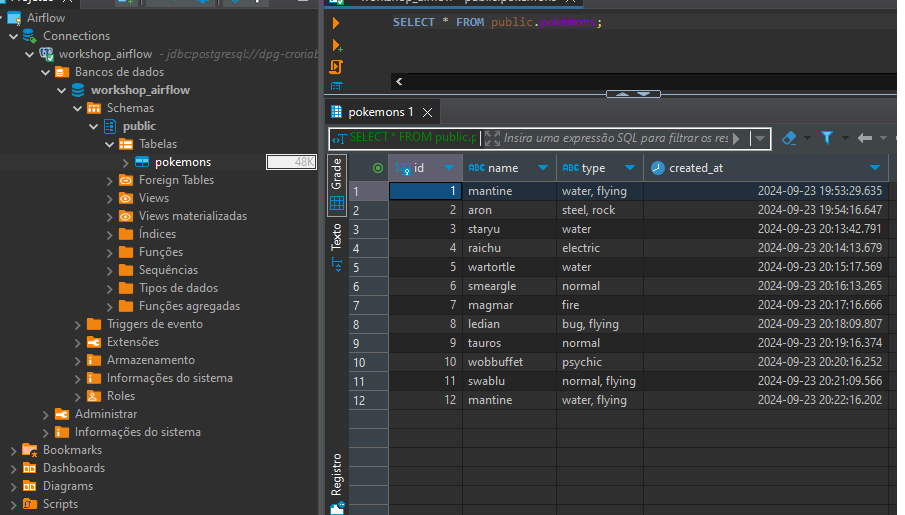 Airflow
Connections
workshop_airflow - jdbc:postgresql://dpg-croriab
Bancos de dados
workshop_airflow
Schemas
public
Tabelas
pokemons 48K
Foreign Tables
Views
Views materializadas
Índices
Funções
Sequências
Tipos de dados
Funções agregadas
Triggers de evento
Extensões
Armazenamento
Informações do sistema
Roles
Administrar
Informações do sistema
Bookmarks
Dashboards
Diagrams
Scripts
SELECT * FROM public.pokemons;
pokemons 1
SELECT * FROM public.p Insira uma expressão SQL para filtrar os res
Grade
Texto
Registro
id name type created_at
1 1 mantine water, flying 2024-09-23 19:53:29.635
2 2 aron steel, rock 2024-09-23 19:54:16.647
3 3 staryu water 2024-09-23 20:13:42.791
4 4 raichu electric 2024-09-23 20:14:13.679
5 5 wartortle water 2024-09-23 20:15:17.569
6 6 smeargle normal 2024-09-23 20:16:13.265
7 7 magmar fire 2024-09-23 20:17:16.666
8 8 ledian bug, flying 2024-09-23 20:18:09.807
9 9 tauros normal 2024-09-23 20:19:16.374
10 10 wobbuffet psychic 2024-09-23 20:20:16.252
11 11 swablu normal, flying 2024-09-23 20:21:09.566
12 12 mantine water, flying 2024-09-23 20:22:16.202